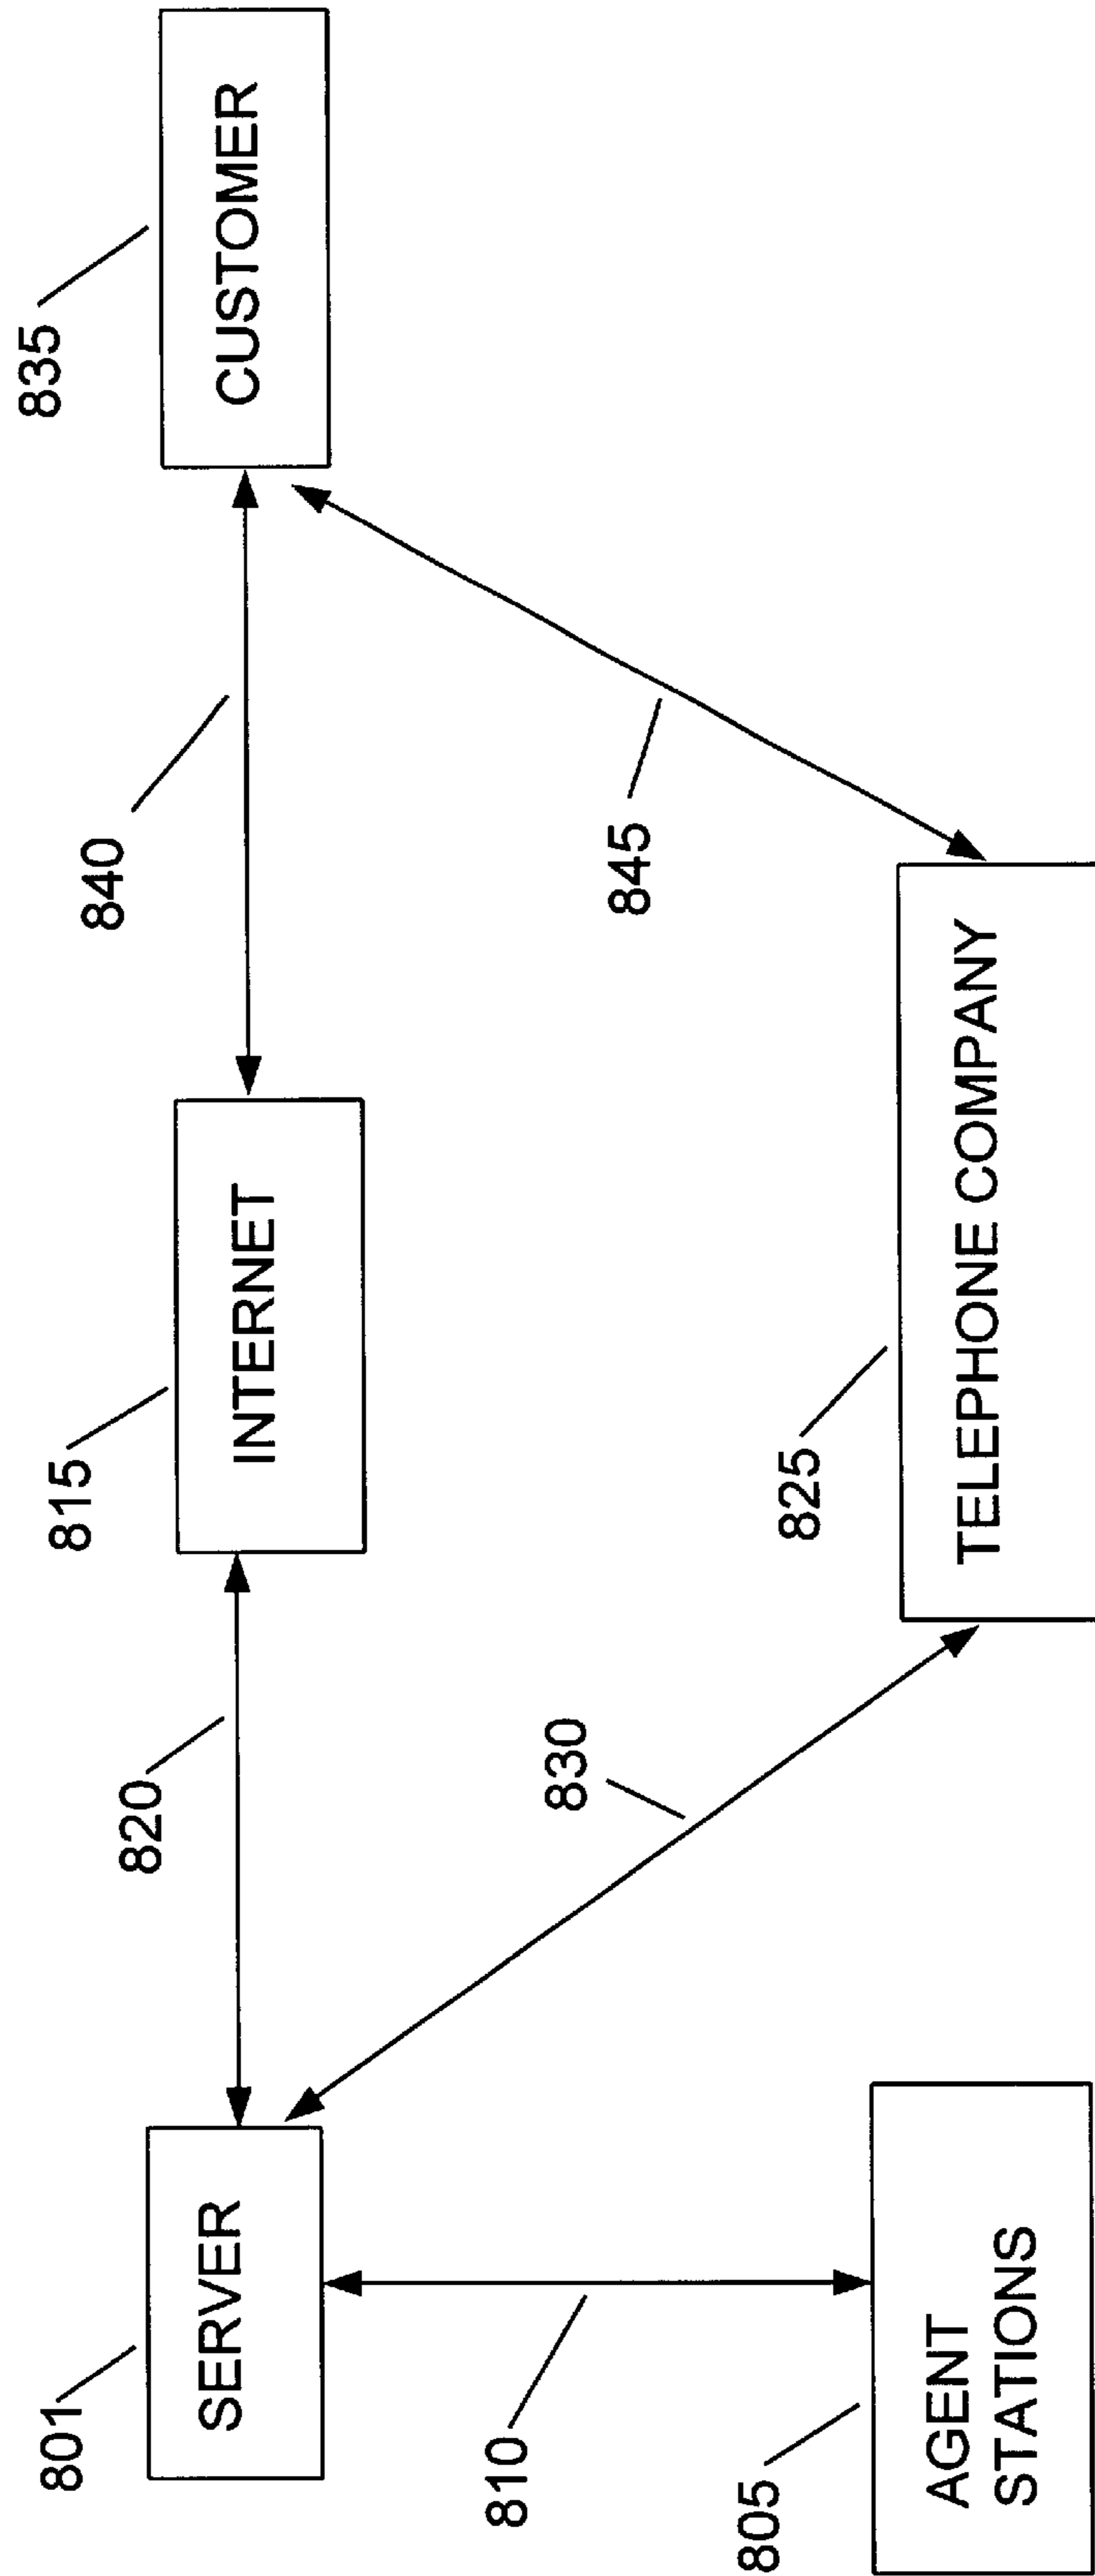 835
CUSTOMER
840
845
815
INTERNET
825
TELEPHONE COMPANY
820
830
801
SERVER
810
805
AGENT
STATIONS